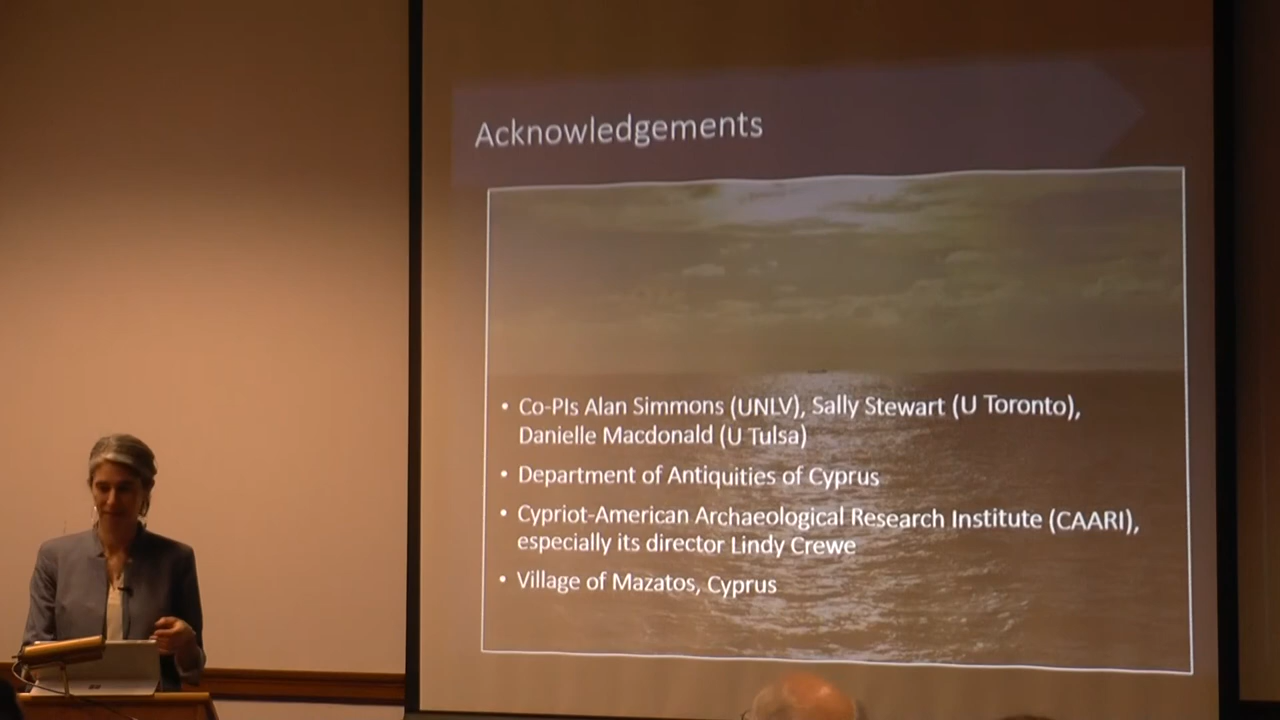 Acknowledgements
• Co-PIs Alan Simmons (UNLV), Sally Stewart (U Toronto),
Danielle Macdonald (U Tulsa)
• Department of Antiquities of Cyprus
• Cypriot-American Archaeological Research Institute (CAARI),
especially its director Lindy Crewe
• Village of Mazatos, Cyprus